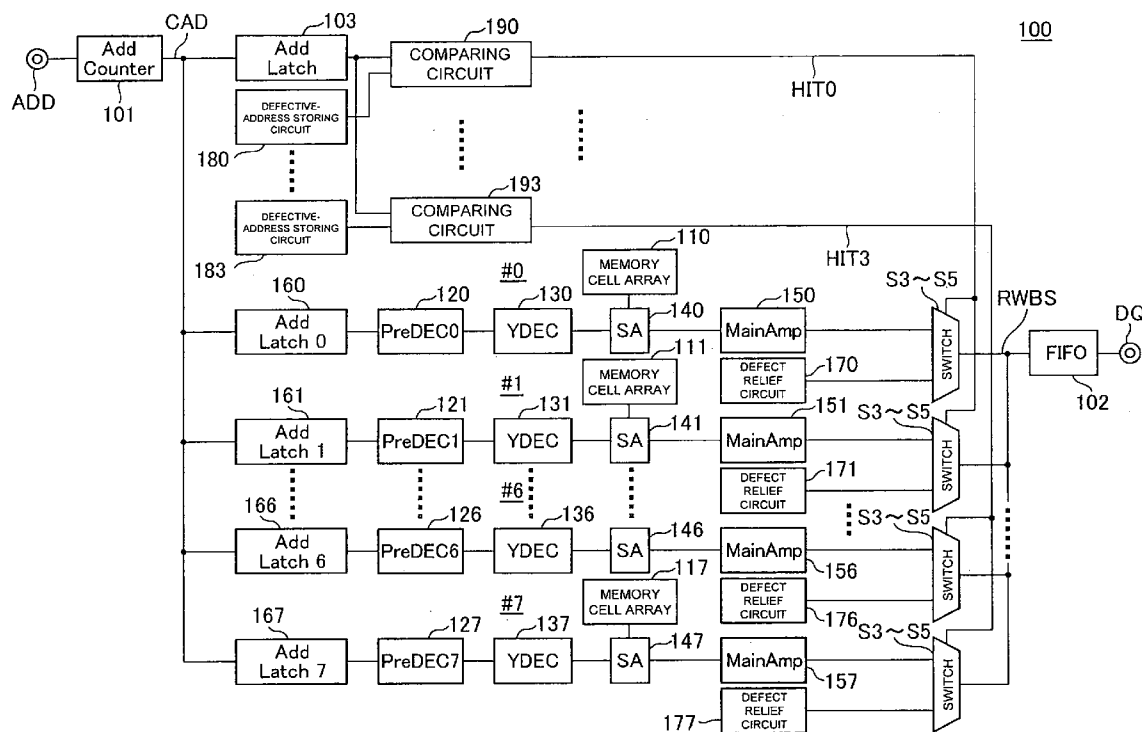 100
CAD
103
190
Add
Counter
Add
Latch
COMPARING
CIRCUIT
ADD
101
HIT0
DEFECTIVE-
ADDRESS STORING
CIRCUIT
180
193
DEFECTIVE-
ADDRESS STORING
CIRCUIT
COMPARING
CIRCUIT
183
HIT3
#0
110
MEMORY
CELL ARRAY
S3~S5
RWBS
DQ
160
120
130
140
150
Add
Latch 0
PreDEC0
YDEC
SA
MainAmp
SWITCH
FIFO
102
111
MEMORY
CELL ARRAY
DEFECT
RELIEF
CIRCUIT
170
#1
161
121
131
141
151
S3~S5
Add
Latch 1
PreDEC1
YDEC
SA
MainAmp
SWITCH
DEFECT
RELIEF
CIRCUIT
171
#6
166
126
136
146
S3~S5
Add
Latch 6
PreDEC6
YDEC
SA
MainAmp
156
SWITCH
117
MEMORY
CELL ARRAY
DEFECT
RELIEF
CIRCUIT
176
#7
167
127
137
147
S3~S5
Add
Latch 7
PreDEC7
YDEC
SA
MainAmp
157
SWITCH
177
DEFECT
RELIEF
CIRCUIT